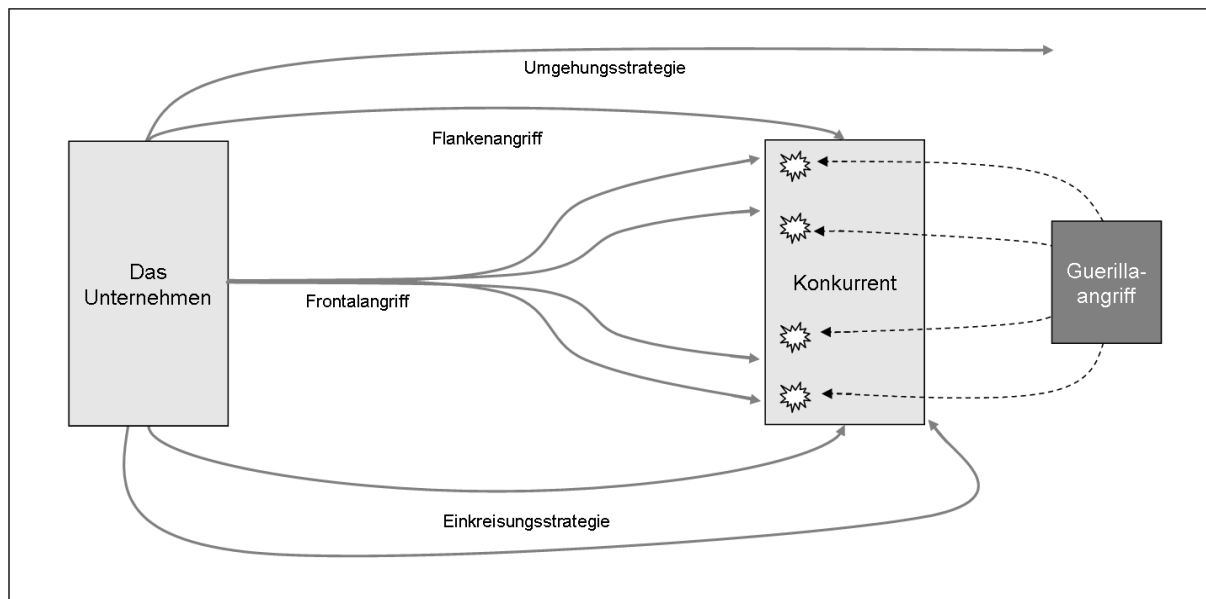 Umgehungsstrategie
Flankenangriff
Das
Unternehmen
Frontalangriff
Konkurrent
Guerilla-
angriff
Einkreisungsstrategie